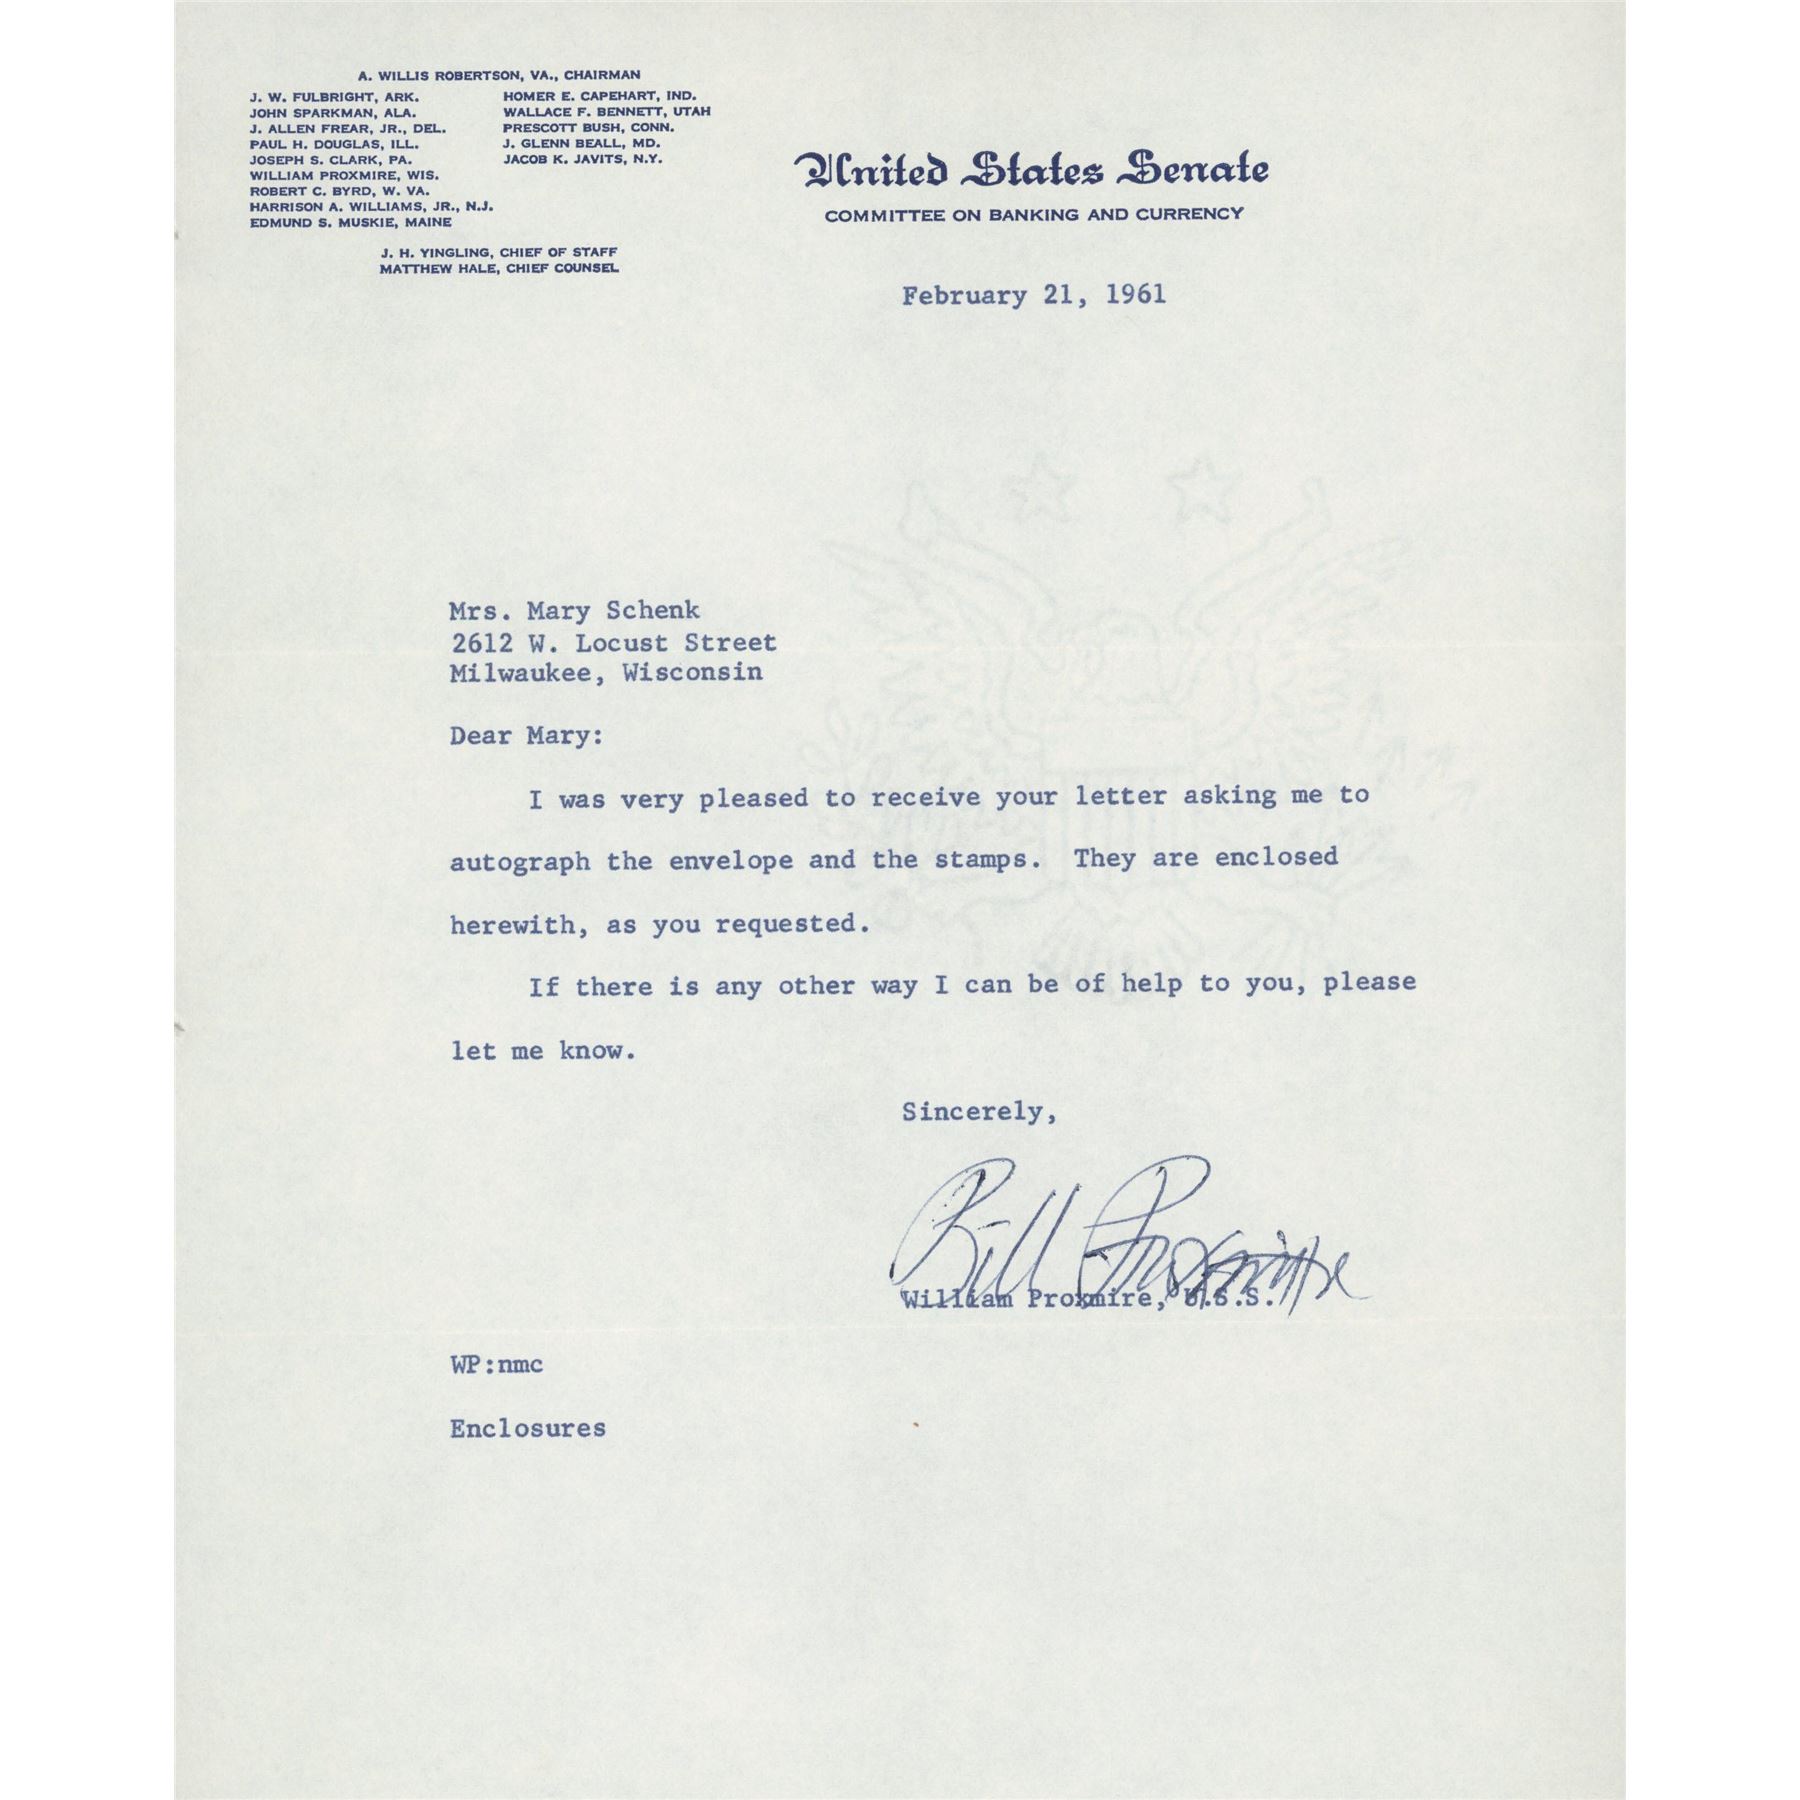 A. WILLIS ROBERTSON, VA., CHAIRMAN
J. W. FULBRIGHT, ARK.
JOHN SPARKMAN, ALA.
J. ALLEN FREAR, JR., DEL.
PAUL H. DOUGLAS, ILL.
JOSEPH S. CLARK, PA.
WILLIAM PROXMIRE, WIS.
ROBERT C. BYRD, W. VA.
HARRISON A. WILLIAMS, JR., N.J.
EDMUND S. MUSKIE, MAINE
HOMER E. CAPEHART, IND.
WALLACE F. BENNETT, UTAH
PRESCOTT BUSH, CONN.
J. GLENN BEALL, MD.
JACOB K. JAVITS, N.Y.
J. H. YINGLING, CHIEF OF STAFF
MATTHEW HALE, CHIEF COUNSEL
United States Senate
COMMITTEE ON BANKING AND CURRENCY
February 21, 1961
Mrs. Mary Schenk
2612 W. Locust Street
Milwaukee, Wisconsin
Dear Mary:
I was very pleased to receive your letter asking me to
autograph the envelope and the stamps. They are enclosed
herewith, as you requested.
If there is any other way I can be of help to you, please
let me know.
Sincerely,
Bill Proxmire
William Proxmire, U.S.S.
WP:nmc
Enclosures